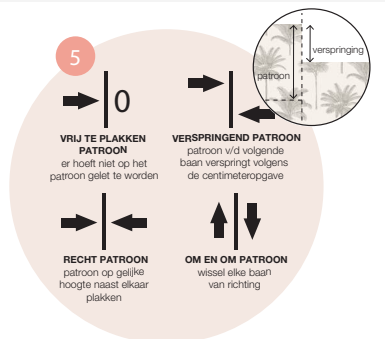 5
patroon
verspringing
0
VRIJ TE PLAKKEN
PATROON
er hoeft niet op het
patroon gelet te worden
VERSPRINGEND PATROON
patroon v/d volgende
baan verspringt volgens
de centimeteropgave
RECHT PATROON
patroon op gelijke
hoogte naast elkaar
plakken
OM EN OM PATROON
wissel elke baan
van richting